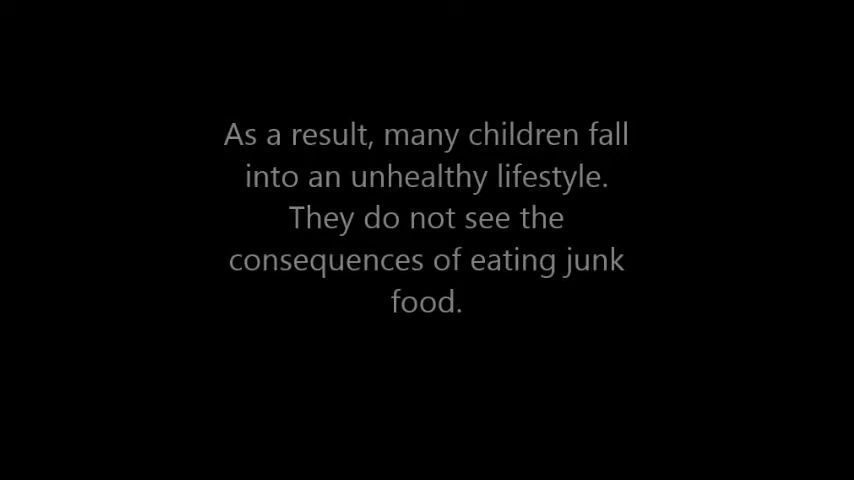 As a result, many children fall
into an unhealthy lifestyle.
They do not see the
consequences of eating junk
food.